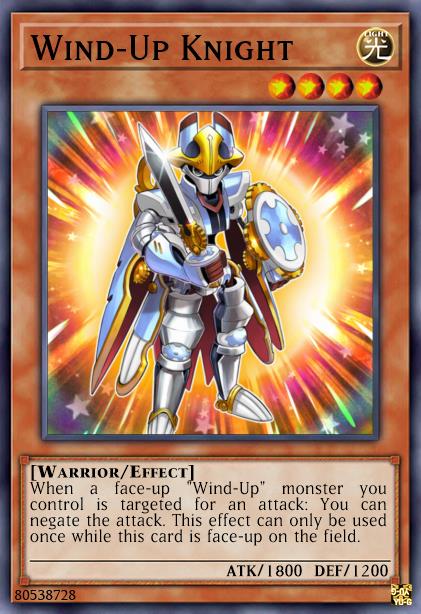 Wind-Up Knight
LIGHT
光
[Warrior/Effect]
When a face-up "Wind-Up" monster you
control is targeted for an attack: You can
negate the attack. This effect can only be used
once while this card is face-up on the field.
ATK/1800 DEF/1200
80538728